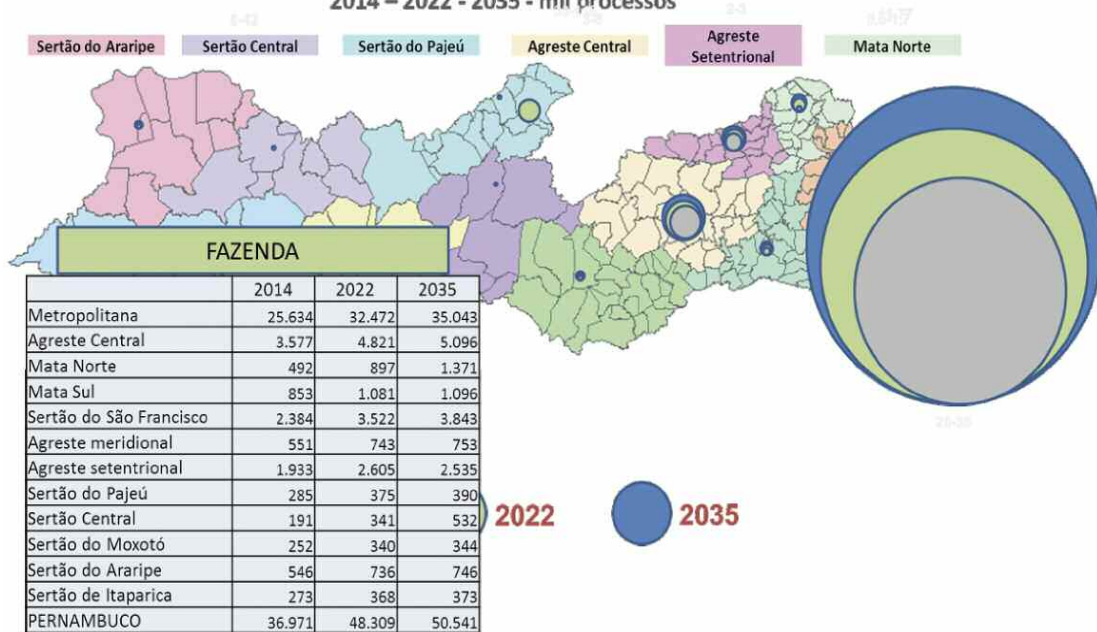 2014 – 2022 - 2035 - mil processos
Sertão do Araripe
Sertão Central
Sertão do Pajeú
Agreste Central
Agreste
Setentrional
Mata Norte
FAZENDA
2014 2022 2035
Metropolitana 25.634 32.472 35.043
Agreste Central 3.577 4.821 5.096
Mata Norte 492 897 1.371
Mata Sul 853 1.081 1.096
Sertão do São Francisco 2.384 3.522 3.843
Agreste meridional 551 743 753
Agreste setentrional 1.933 2.605 2.535
Sertão do Pajeú 285 375 390
Sertão Central 191 341 532
Sertão do Moxotó 252 340 344
Sertão do Araripe 546 736 746
Sertão de Itaparica 273 368 373
PERNAMBUCO 36.971 48.309 50.541
2022
2035